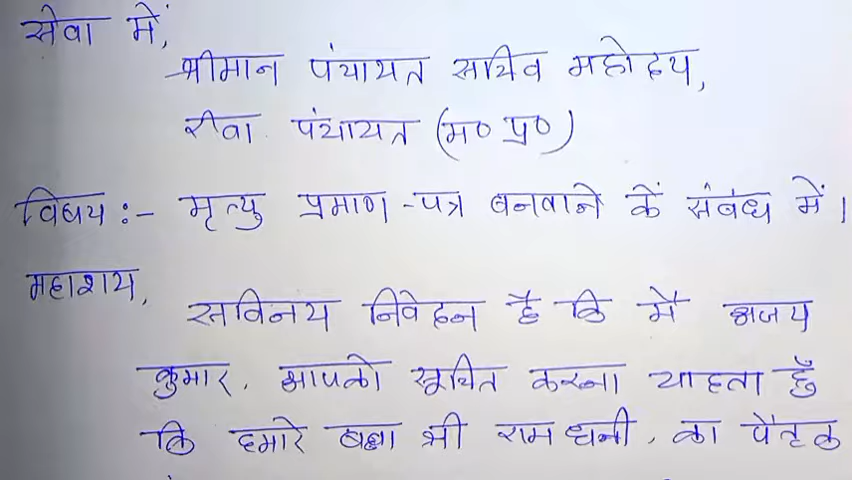 सेवा में,
श्रीमान पंचायत सचिव महोदय,
रीवा पंचायत (म० प्र०)
विषय :- मृत्यु प्रमाण-पत्र बनवाने के संबंध में।
महाशय,
सविनय निवेदन है कि मै अजय
कुमार, आपको सूचित करना चाहता हुँ
कि हमारे श्री रामधनी, का पैतृक